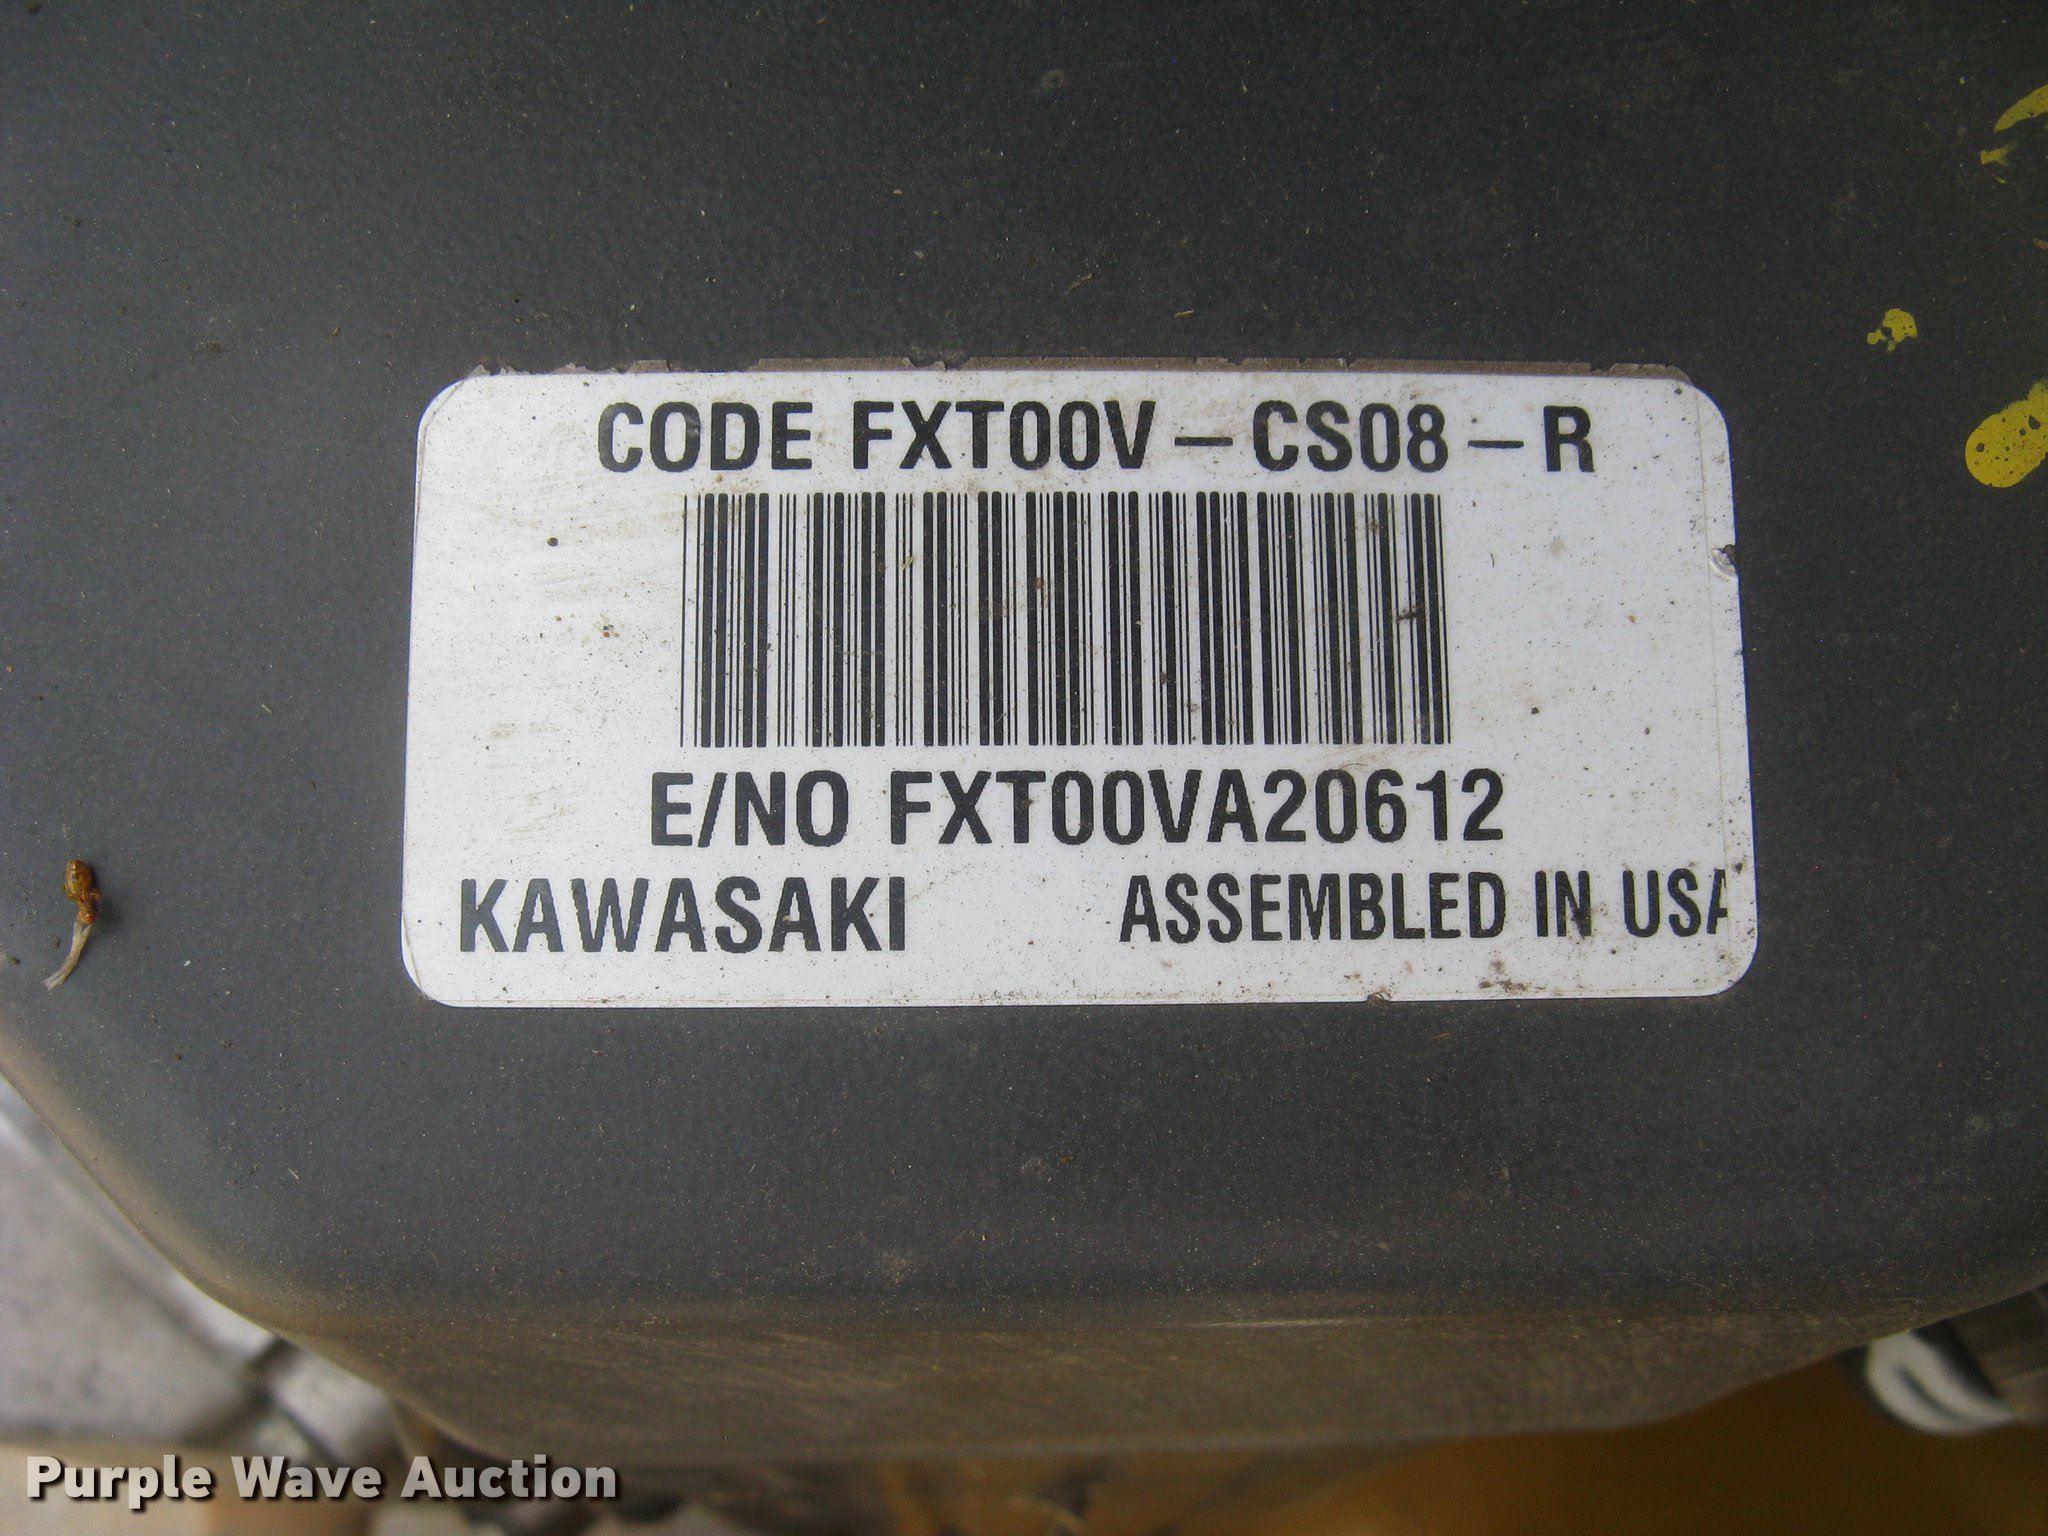 CODE FXT00V-CS08-R
E/NO FXT00VA20612
KAWASAKI ASSEMBLED IN USA
Purple Wave Auction